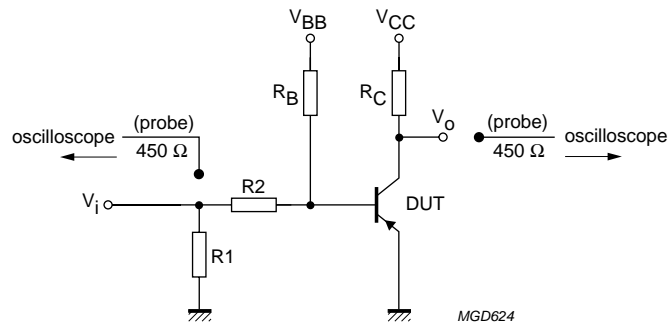 VBB
VCC
RB
RC
Vo
(probe)
450 Ω
oscilloscope
(probe)
450 Ω
oscilloscope
R2
Vi
DUT
R1
MGD624